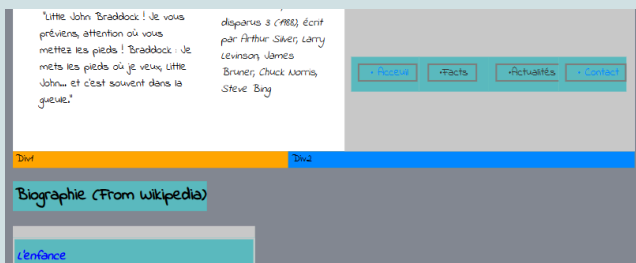 "Little John Braddock ! Je vous
préviens, attention où vous
mettez les pieds ! Braddock : Je
mets les pieds où je veux, Little
John... et c'est souvent dans la
gueule."
disparus 3 (1988), écrit
par Arthur Silver, Larry
Levinson, James
Bruner, Chuck Norris,
Steve Bing
• Acceuil •Facts •Actualités • Contact
Div1 Div2
Biographie (From Wikipedia)
L'enfance